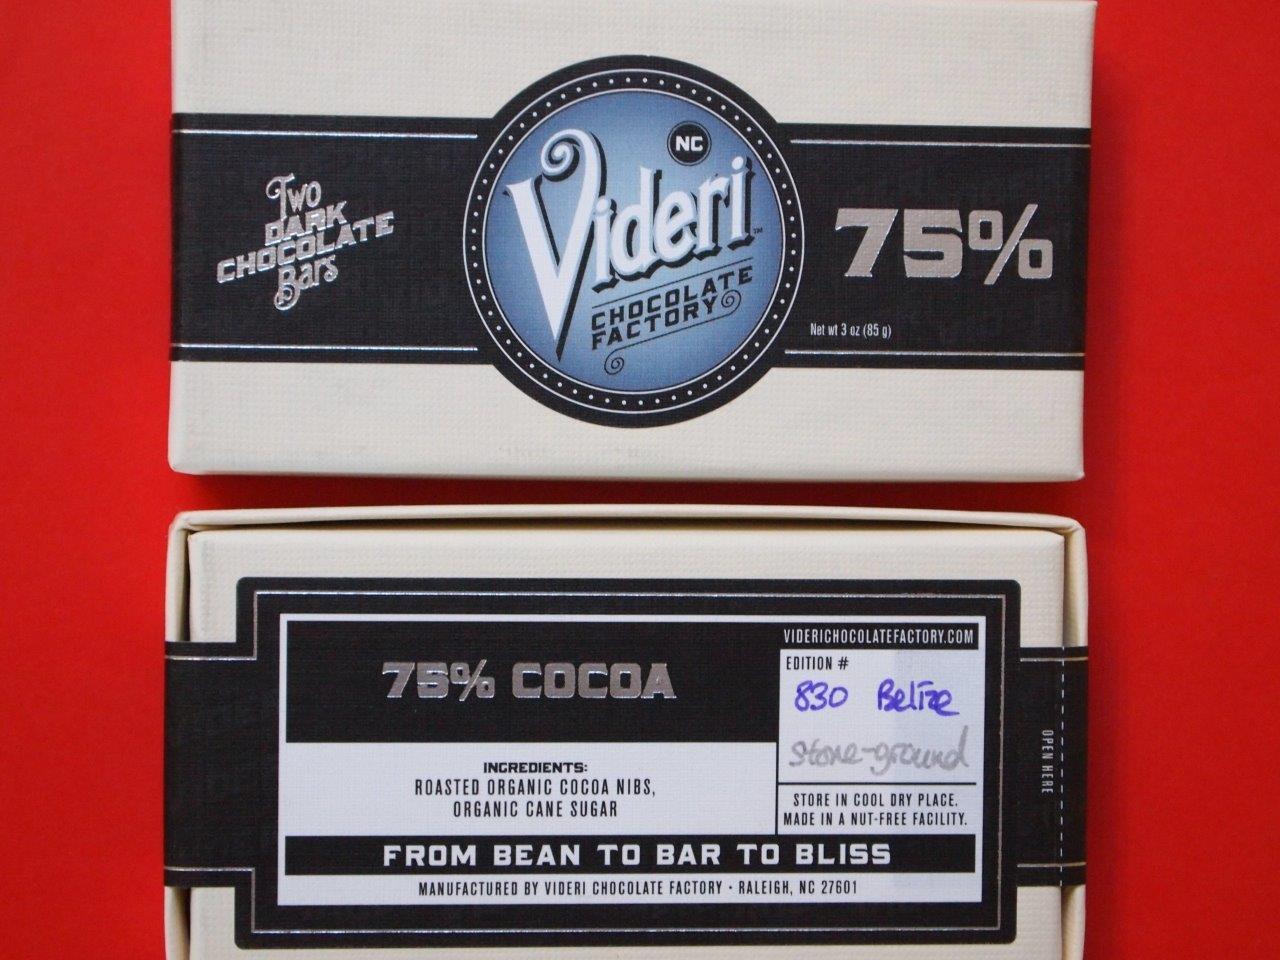 Two
DARK
CHOCOLATE
Bars
NC
Videri™
CHOCOLATE
FACTORY
75%
Net wt 3 oz (85 g)
75% COCOA
INGREDIENTS:
ROASTED ORGANIC COCOA NIBS,
ORGANIC CANE SUGAR
VIDERICHOCOLATEFACTORY.COM
EDITION #
830 Belize
stone-ground
STORE IN COOL DRY PLACE.
MADE IN A NUT-FREE FACILITY.
FROM BEAN TO BAR TO BLISS
MANUFACTURED BY VIDERI CHOCOLATE FACTORY • RALEIGH, NC 27601
OPEN HERE